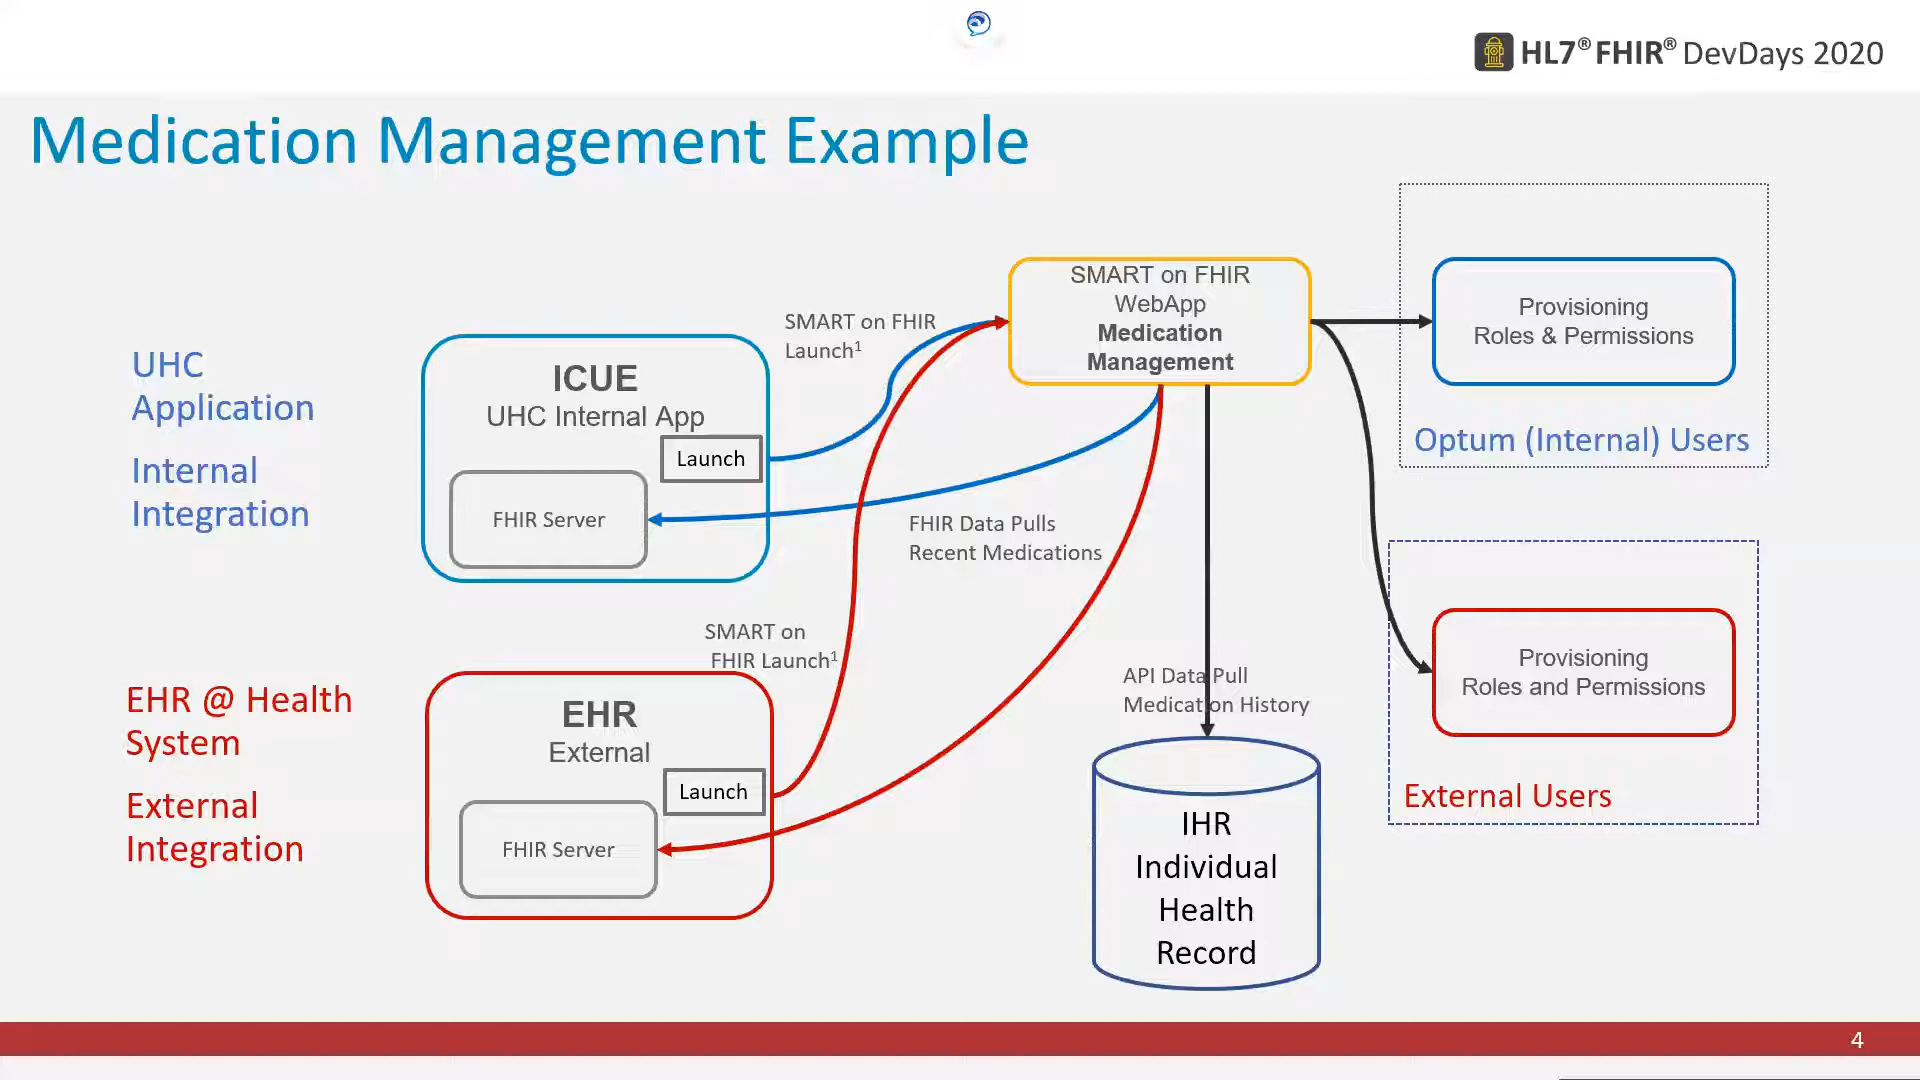 HL7® FHIR® DevDays 2020
Medication Management Example
UHC
Application
Internal
Integration
ICUE
UHC Internal App
Launch
FHIR Server
SMART on FHIR
Launch¹
FHIR Data Pulls
Recent Medications
SMART on FHIR
WebApp
Medication
Management
Provisioning
Roles & Permissions
Optum (Internal) Users
EHR @ Health
System
External
Integration
SMART on
FHIR Launch¹
EHR
External
Launch
FHIR Server
API Data Pull
Medication History
IHR
Individual
Health
Record
Provisioning
Roles and Permissions
External Users
4